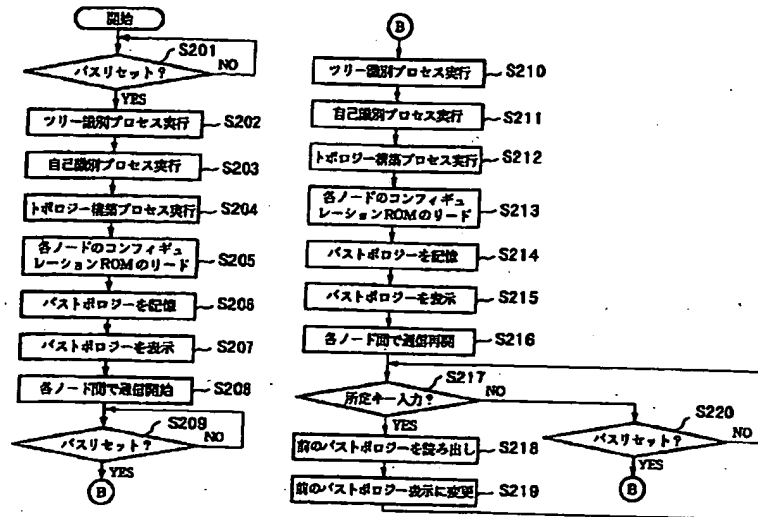 開始
S201
バスリセット？
NO
YES
ツリー識別プロセス実行
S202
自己識別プロセス実行
S203
トポロジー構築プロセス実行
S204
各ノードのコンフィギュ
レーションROMのリード
S205
バストポロジーを記憶
S206
バストポロジーを表示
S207
各ノード間で通信開始
S208
S209
バスリセット？
NO
YES
B
B
ツリー識別プロセス実行
S210
自己識別プロセス実行
S211
トポロジー構築プロセス実行
S212
各ノードのコンフィギュ
レーションROMのリード
S213
バストポロジーを記憶
S214
バストポロジーを表示
S215
各ノード間で通信再開
S216
S217
所定キー入力？
NO
YES
前のバストポロジーを読み出し
S218
前のバストポロジー表示に変更
S219
S220
バスリセット？
NO
YES
B